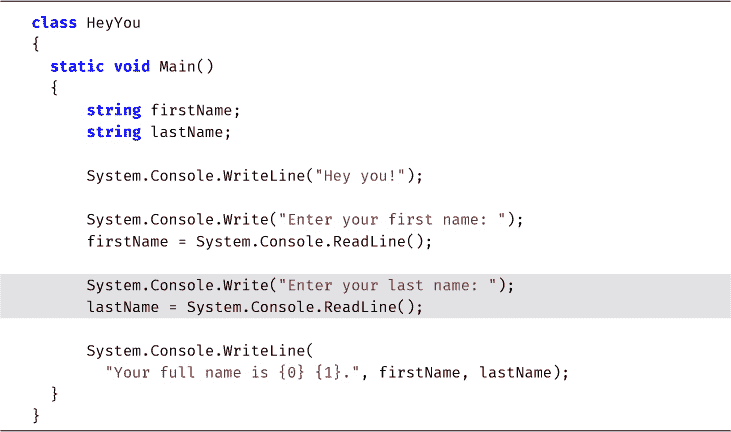 class HeyYou
{
  static void Main()
  {
      string firstName;
      string lastName;

      System.Console.WriteLine("Hey you!");

      System.Console.Write("Enter your first name: ");
      firstName = System.Console.ReadLine();

      System.Console.Write("Enter your last name: ");
      lastName = System.Console.ReadLine();

      System.Console.WriteLine(
        "Your full name is {0} {1}.", firstName, lastName);
  }
}